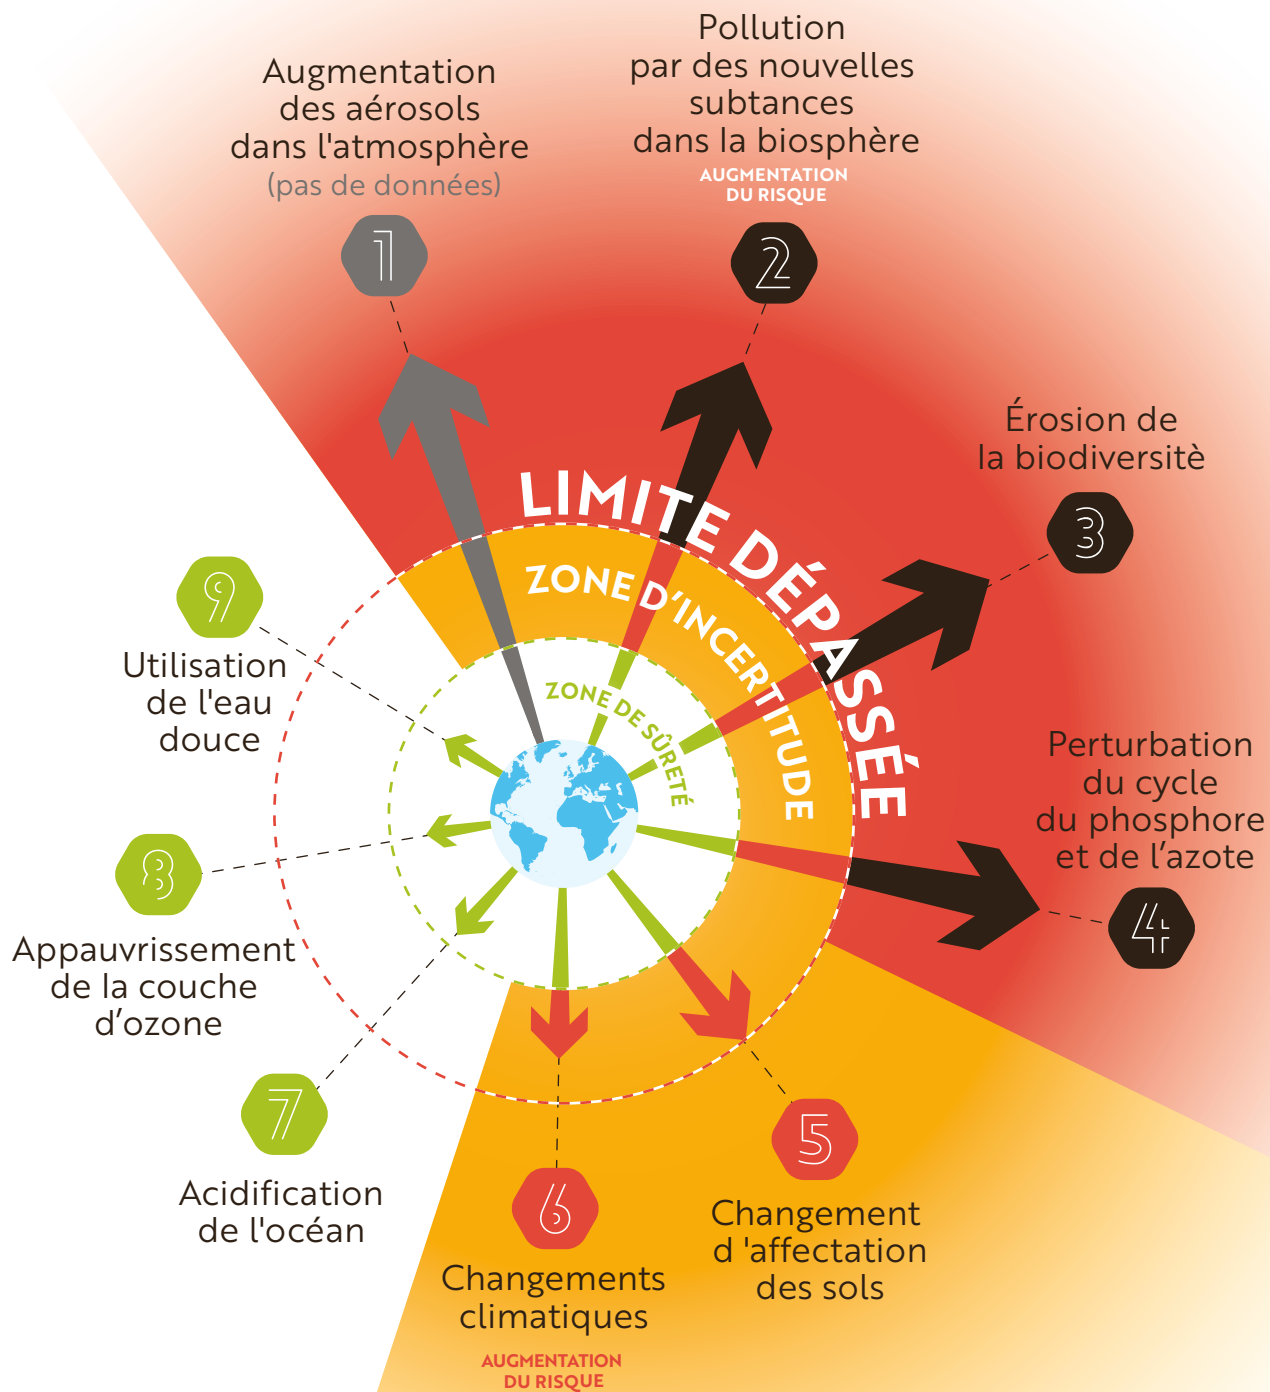 Augmentation
des aérosols
dans l'atmosphère
(pas de données)
1
Pollution
par des nouvelles
subtances
dans la biosphère
AUGMENTATION
DU RISQUE
2
Érosion de
la biodiversitè
3
LIMITE DÉPASSÉE
ZONE D'INCERTITUDE
ZONE DE SÛRETÉ
Perturbation
du cycle
du phosphore
et de l’azote
4
9
Utilisation
de l'eau
douce
8
Appauvrissement
de la couche
d’ozone
7
Acidification
de l'océan
6
Changements
climatiques
AUGMENTATION
DU RISQUE
5
Changement
d 'affectation
des sols